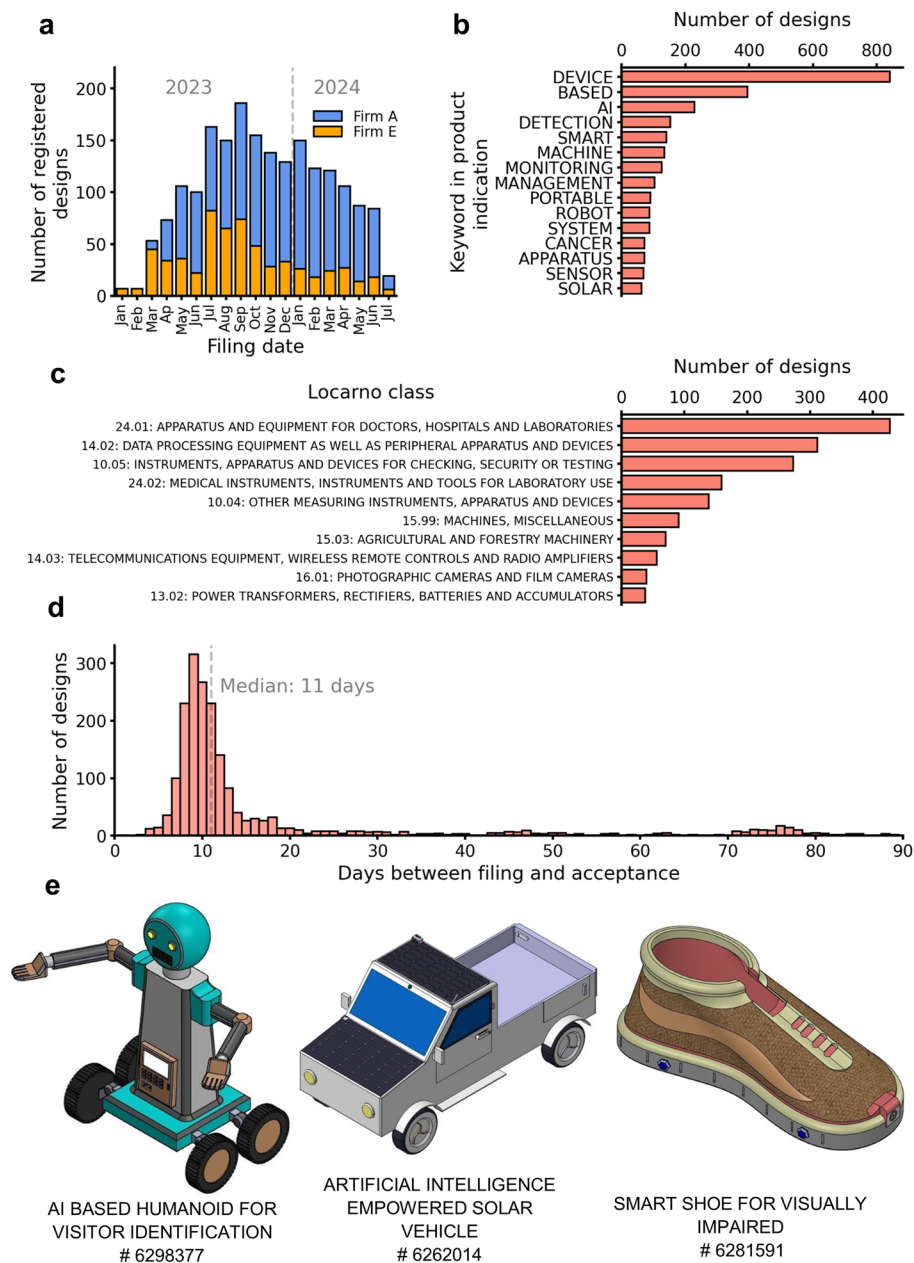 a
Number of registered
designs
200
150
100
50
0
2023
2024
Firm A
Firm E
Jan
Feb
Mar
Ap
May
Jun
Jul
Aug
Sep
Oct
Nov
Dec
Jan
Feb
Mar
Apr
May
Jun
Jul
Filing date
b
Number of designs
0 200 400 600 800
Keyword in product
indication
DEVICE
BASED
AI
DETECTION
SMART
MACHINE
MONITORING
MANAGEMENT
PORTABLE
ROBOT
SYSTEM
CANCER
APPARATUS
SENSOR
SOLAR
c
Locarno class
Number of designs
0 100 200 300 400
24.01: APPARATUS AND EQUIPMENT FOR DOCTORS, HOSPITALS AND LABORATORIES
14.02: DATA PROCESSING EQUIPMENT AS WELL AS PERIPHERAL APPARATUS AND DEVICES
10.05: INSTRUMENTS, APPARATUS AND DEVICES FOR CHECKING, SECURITY OR TESTING
24.02: MEDICAL INSTRUMENTS, INSTRUMENTS AND TOOLS FOR LABORATORY USE
10.04: OTHER MEASURING INSTRUMENTS, APPARATUS AND DEVICES
15.99: MACHINES, MISCELLANEOUS
15.03: AGRICULTURAL AND FORESTRY MACHINERY
14.03: TELECOMMUNICATIONS EQUIPMENT, WIRELESS REMOTE CONTROLS AND RADIO AMPLIFIERS
16.01: PHOTOGRAPHIC CAMERAS AND FILM CAMERAS
13.02: POWER TRANSFORMERS, RECTIFIERS, BATTERIES AND ACCUMULATORS
d
Number of designs
300
200
100
0
Median: 11 days
0 10 20 30 40 50 60 70 80 90
Days between filing and acceptance
e
AI BASED HUMANOID FOR
VISITOR IDENTIFICATION
# 6298377
ARTIFICIAL INTELLIGENCE
EMPOWERED SOLAR
VEHICLE
# 6262014
SMART SHOE FOR VISUALLY
IMPAIRED
# 6281591